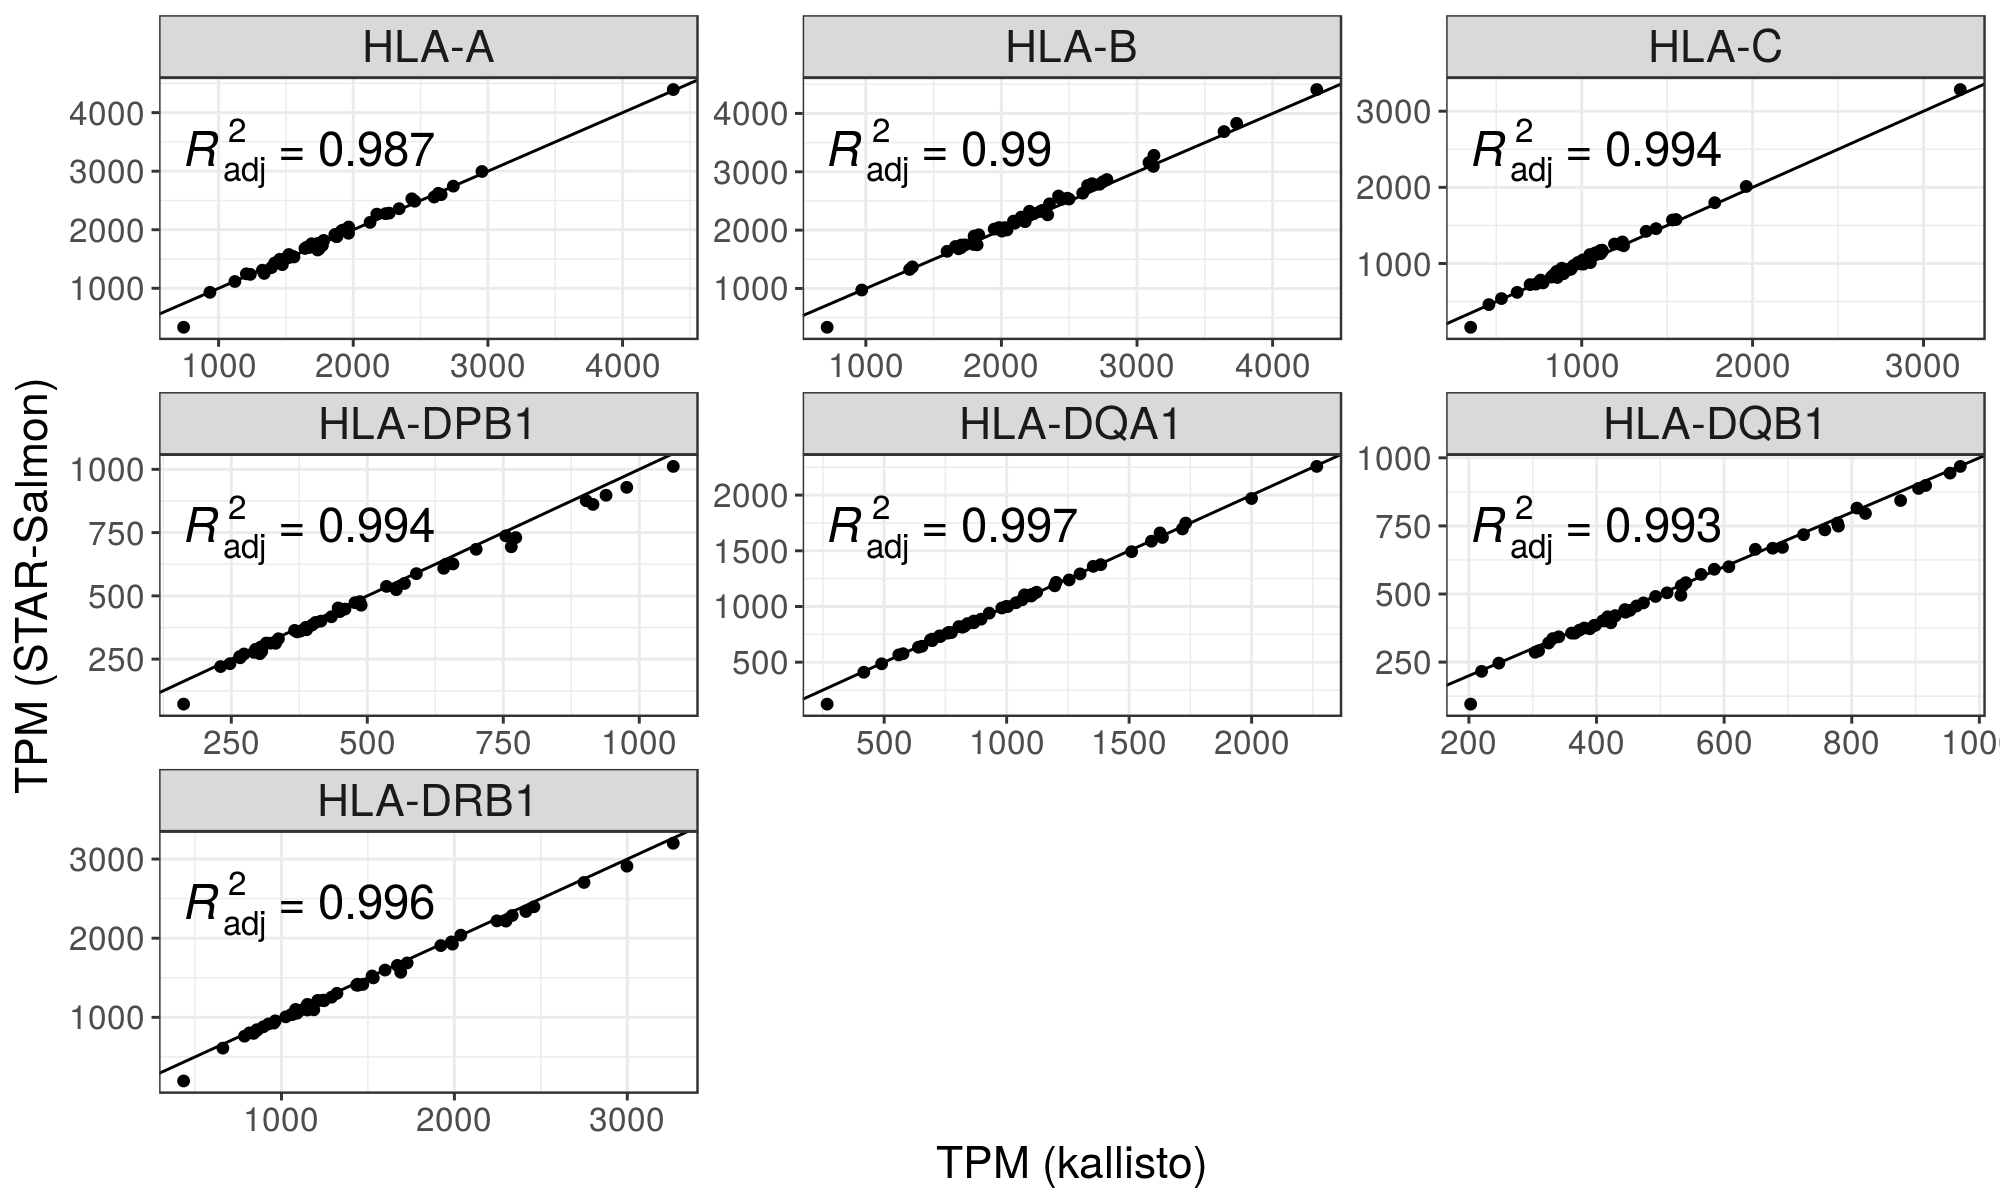 HLA-A HLA-B HLA-C
4000 3000 2000 1000
R²adj = 0.987
1000 2000 3000 4000
4000 3000 2000 1000
R²adj = 0.99
1000 2000 3000 4000
3000 2000 1000
R²adj = 0.994
1000 2000 3000
HLA-DPB1 HLA-DQA1 HLA-DQB1
1000 750 500 250
R²adj = 0.994
250 500 750 1000
2000 1500 1000 500
R²adj = 0.997
500 1000 1500 2000
1000 750 500 250
R²adj = 0.993
200 400 600 800
HLA-DRB1
3000 2000 1000
R²adj = 0.996
1000 2000 3000
TPM (STAR-Salmon)
TPM (kallisto)